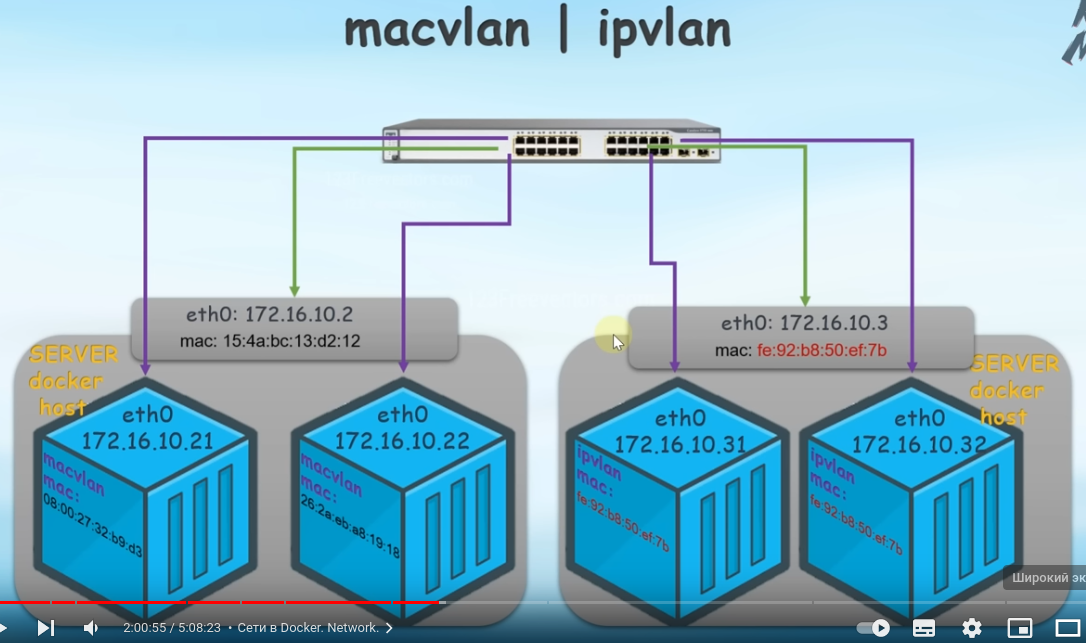 macvlan | ipvlan
eth0: 172.16.10.2
mac: 15:4a:bc:13:d2:12
eth0: 172.16.10.3
mac: fe:92:b8:50:ef:7b
SERVER
docker
host
SERVER
docker
host
eth0
172.16.10.21
macvlan
mac:
08:00:27:32:b9:d3
eth0
172.16.10.22
macvlan
mac:
26:2a:eb:a8:19:18
eth0
172.16.10.31
ipvlan
mac:
fe:92:b8:50:ef:7b
eth0
172.16.10.32
ipvlan
mac:
fe:92:b8:50:ef:7b
Широкий эк
2:00:55 / 5:08:23 • Сети в Docker. Network.